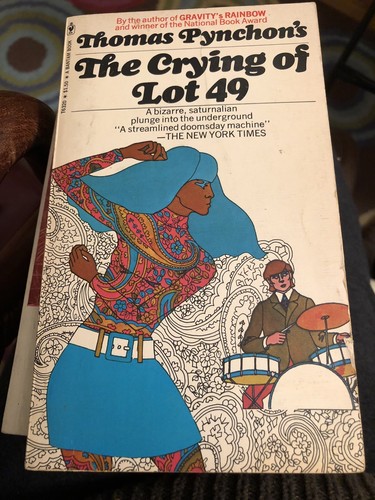 By the author of GRAVITY's RAINBOW
and winner of the National Book Award
Thomas Pynchon's
The Crying of
Lot 49
A bizarre, saturnalian
plunge into the underground
"A streamlined doomsday machine"
—THE NEW YORK TIMES